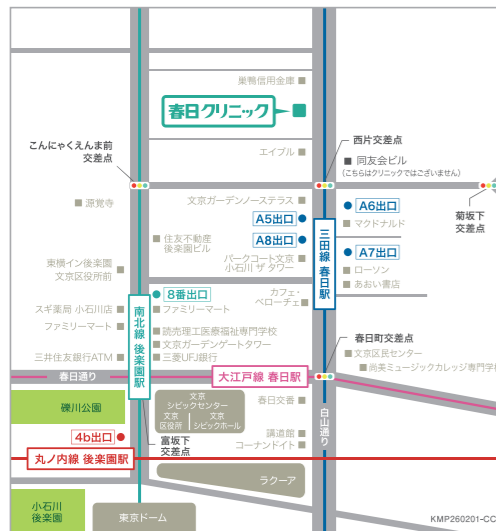 巣鴨信用金庫
春日クリニック
こんにゃくえんま前
交差点
エイブル
西片交差点
同友会ビル
(こちらはクリニックではございません)
源覚寺
文京ガーデンノーステラス
A5出口
A6出口
マクドナルド
菊坂下
交差点
住友不動産
後楽園ビル
A8出口
三田線 春日駅
A7出口
パークコート文京
小石川 ザ タワー
ローソン
あおい書店
東横イン後楽園
文京区役所前
8番出口
カフェ・
ベローチェ
スギ薬局 小石川店
ファミリーマート
ファミリーマート
南北線 後楽園駅
読売理工医療福祉専門学校
文京ガーデンゲートタワー
三菱UFJ銀行
三井住友銀行ATM
春日町交差点
文京区民センター
尚美ミュージックカレッジ専門学校
春日通り
大江戸線 春日駅
礫川公園
文京
シビックセンター
文京
区役所
文京
シビックホール
春日交番
白山通り
4b出口
富坂下
交差点
講道館
コーナンドイト
丸ノ内線 後楽園駅
ラクーア
小石川
後楽園
東京ドーム
KMP260201-CC